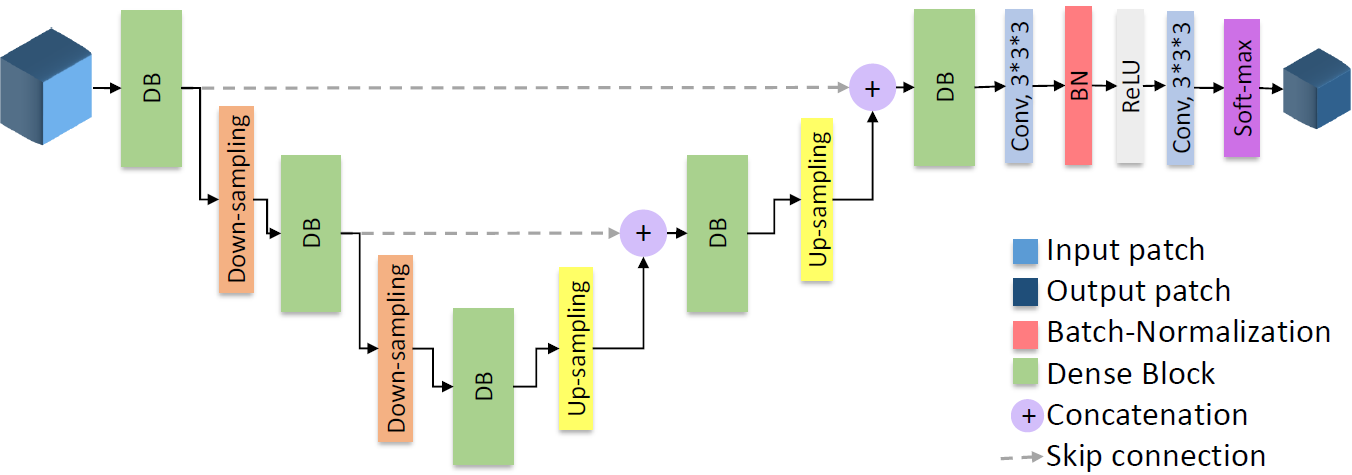 DB
Down-sampling
DB
Down-sampling
DB
Up-sampling
+
DB
Up-sampling
+
DB
Conv, 3*3*3
BN
ReLU
Conv, 3*3*3
Soft-max
Input patch
Output patch
Batch-Normalization
Dense Block
+ Concatenation
Skip connection